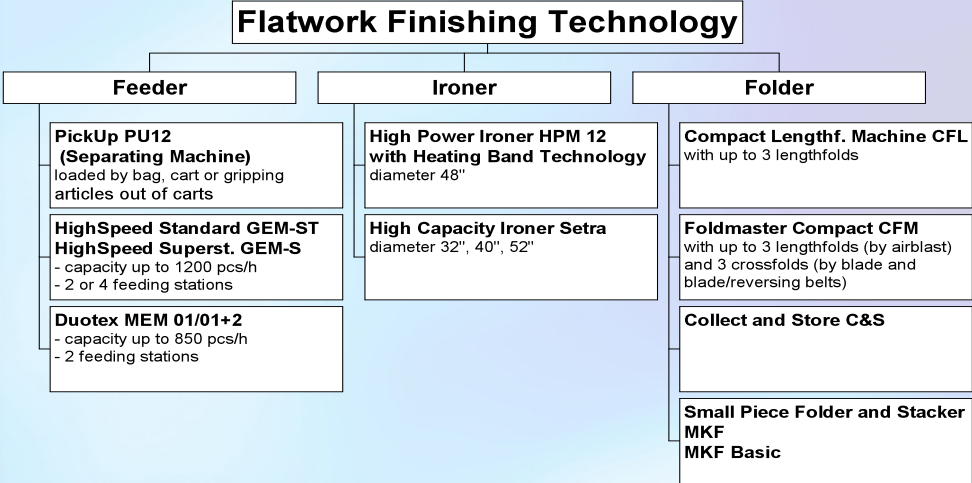 Flatwork Finishing Technology
Feeder
PickUp PU12
(Separating Machine)
loaded by bag, cart or gripping
articles out of carts
HighSpeed Standard GEM-ST
HighSpeed Superst. GEM-S
- capacity up to 1200 pcs/h
- 2 or 4 feeding stations
Duotex MEM 01/01+2
- capacity up to 850 pcs/h
- 2 feeding stations
Ironer
High Power Ironer HPM 12
with Heating Band Technology
diameter 48"
High Capacity Ironer Setra
diameter 32", 40", 52"
Folder
Compact Lengthf. Machine CFL
with up to 3 lengthfolds
Foldmaster Compact CFM
with up to 3 lengthfolds (by airblast)
and 3 crossfolds (by blade and
blade/reversing belts)
Collect and Store C&S
Small Piece Folder and Stacker
MKF
MKF Basic